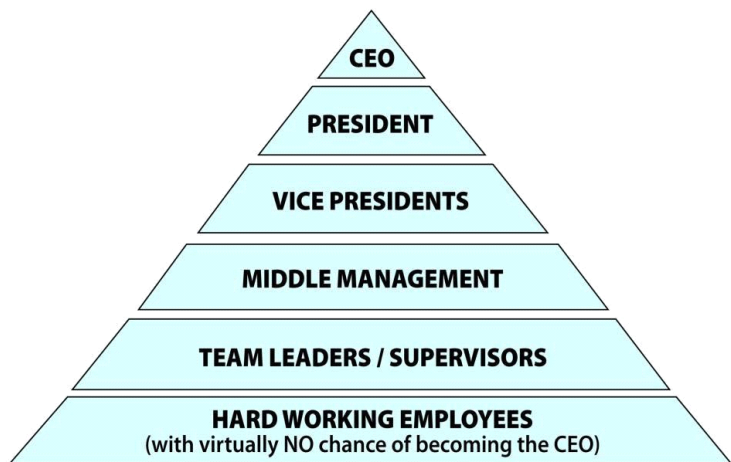 CEO
PRESIDENT
VICE PRESIDENTS
MIDDLE MANAGEMENT
TEAM LEADERS / SUPERVISORS
HARD WORKING EMPLOYEES
(with virtually NO chance of becoming the CEO)